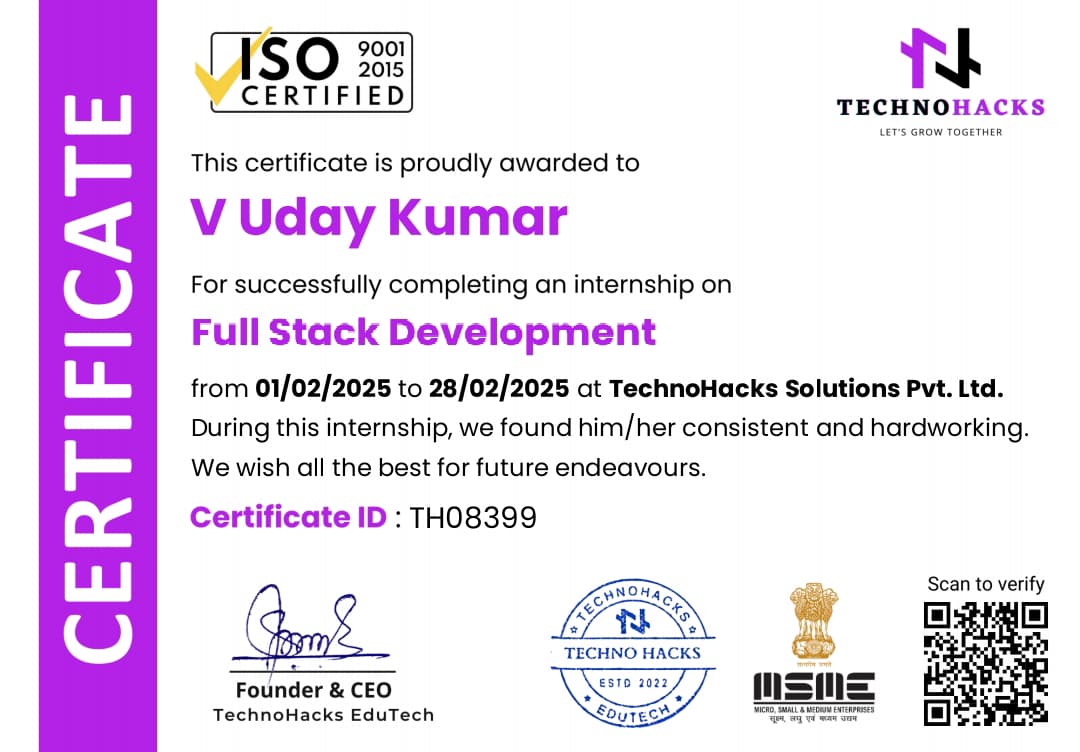 CERTIFICATE
ISO 9001
2015
CERTIFIED
TECHNOHACKS
LET'S GROW TOGETHER
This certificate is proudly awarded to
V Uday Kumar
For successfully completing an internship on
Full Stack Development
from 01/02/2025 to 28/02/2025 at TechnoHacks Solutions Pvt. Ltd.
During this internship, we found him/her consistent and hardworking.
We wish all the best for future endeavours.
Certificate ID : TH08399
Founder & CEO
TechnoHacks EduTech
TECHNOHACKS
TECHNO HACKS
ESTD 2022
EDUTECH
सत्यमेव जयते
MSME
MICRO, SMALL & MEDIUM ENTERPRISES
सूक्ष्म, लघु एवं मध्यम उद्यम
Scan to verify